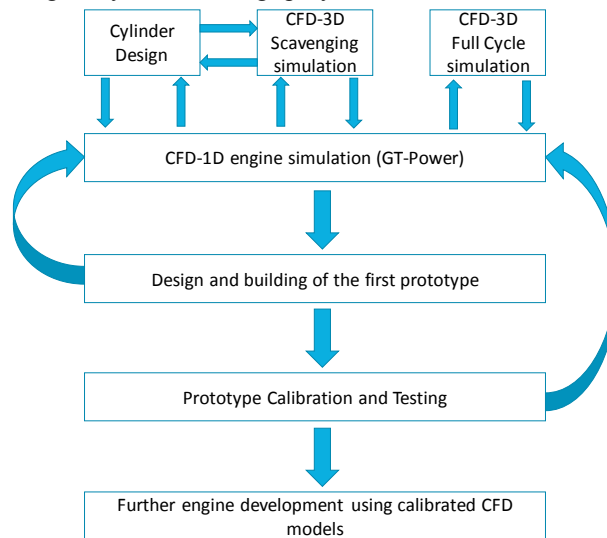 Cylinder
Design
CFD-3D
Scavenging
simulation
CFD-3D
Full Cycle
simulation
CFD-1D engine simulation (GT-Power)
Design and building of the first prototype
Prototype Calibration and Testing
Further engine development using calibrated CFD
models